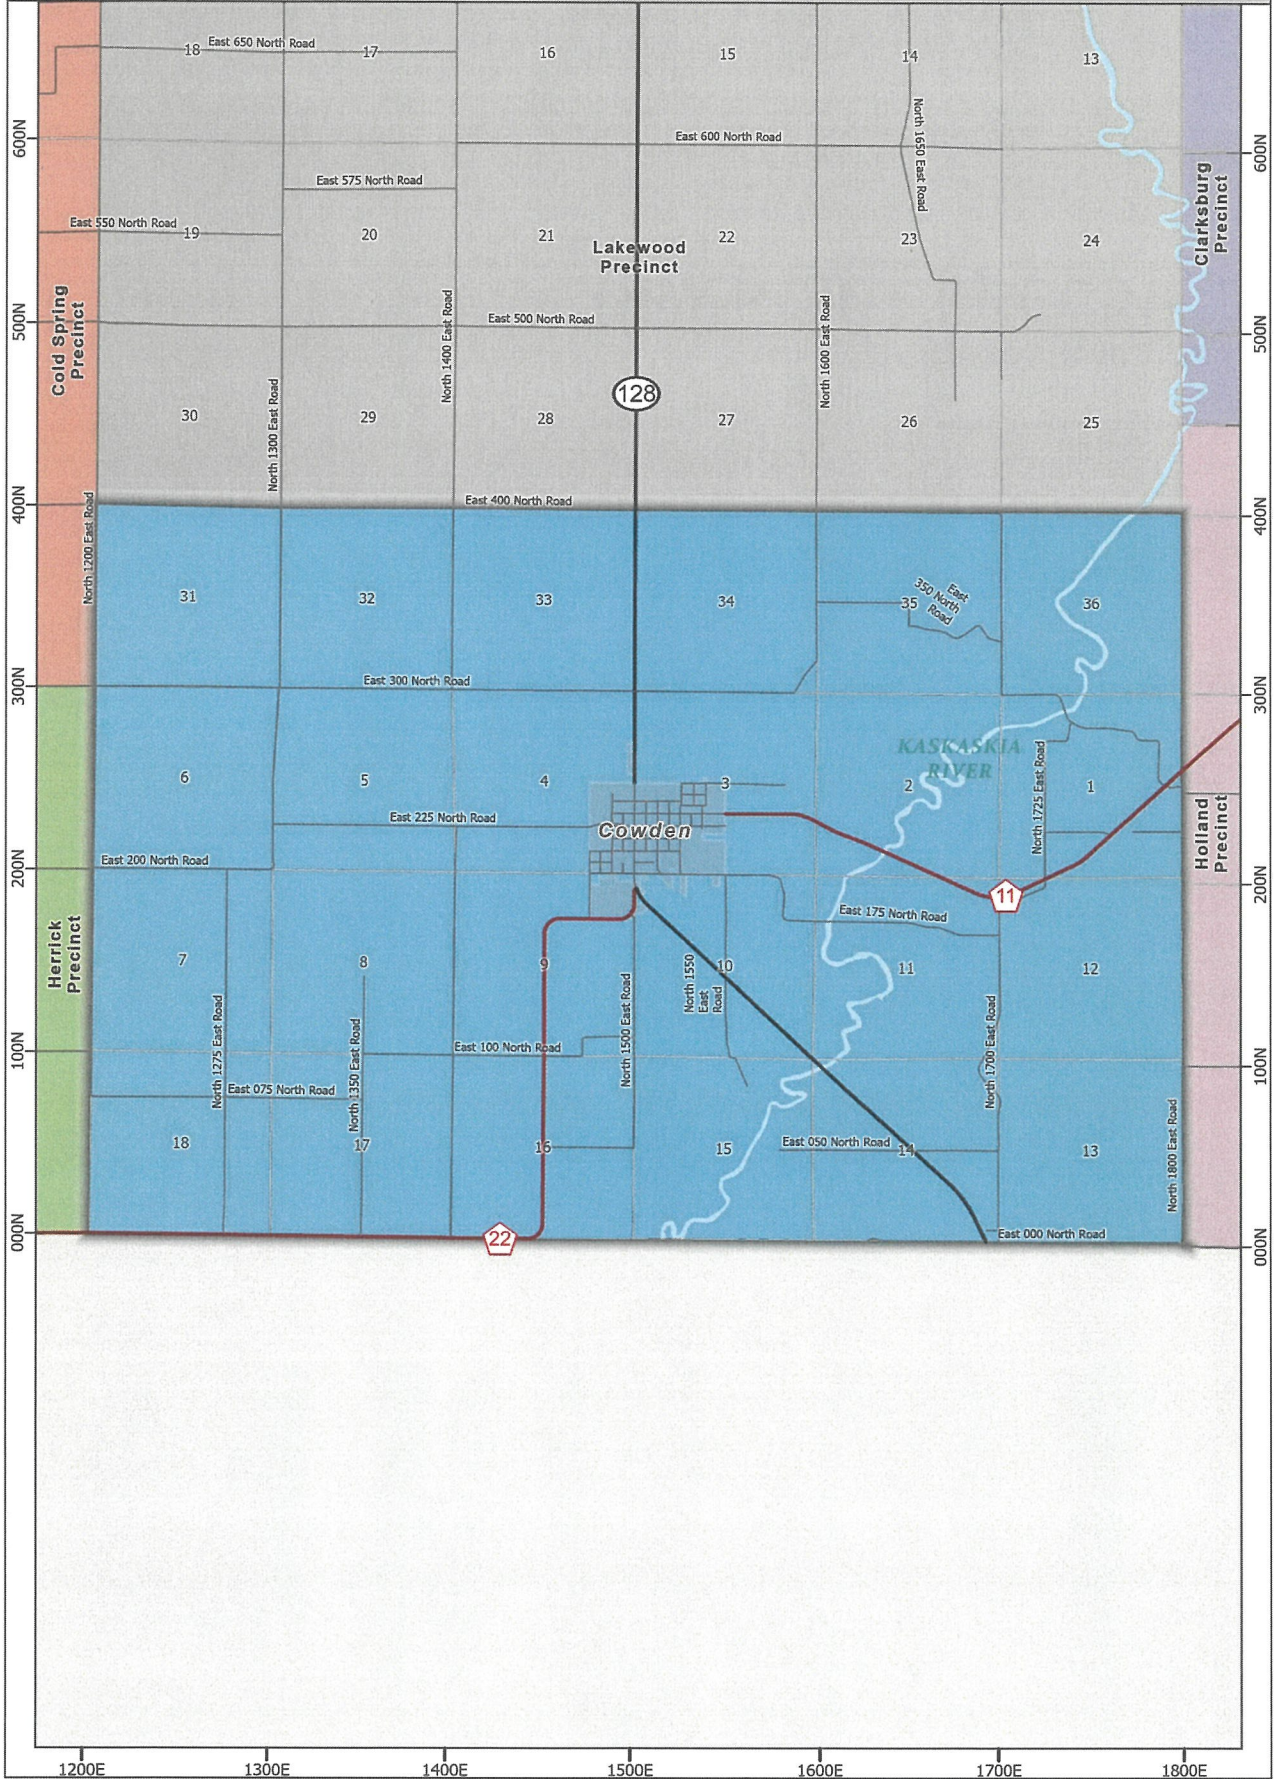 East 650 North Road
18
17
16
15
14
13
600N
600N
East 600 North Road
North 1650 East Road
East 575 North Road
East 550 North Road
19
20
21
22
23
24
Lakewood
Precinct
Clarksburg
Precinct
Cold Spring
Precinct
500N
500N
East 500 North Road
North 1400 East Road
North 1600 East Road
North 1300 East Road
128
30
29
28
27
26
25
400N
400N
East 400 North Road
North 1200 East Road
31
32
33
34
35
36
East
350 North
Road
300N
300N
East 300 North Road
KASKASKIA
RIVER
6
5
4
3
2
1
North 1725 East Road
East 225 North Road
Cowden
Holland
Precinct
200N
200N
East 200 North Road
11
East 175 North Road
Herrick
Precinct
7
8
9
10
11
12
North 1550
East
Road
North 1275 East Road
North 1350 East Road
North 1500 East Road
North 1700 East Road
100N
100N
East 100 North Road
East 075 North Road
East 050 North Road
18
17
16
15
14
13
North 1800 East Road
000N
000N
22
East 000 North Road
1200E
1300E
1400E
1500E
1600E
1700E
1800E